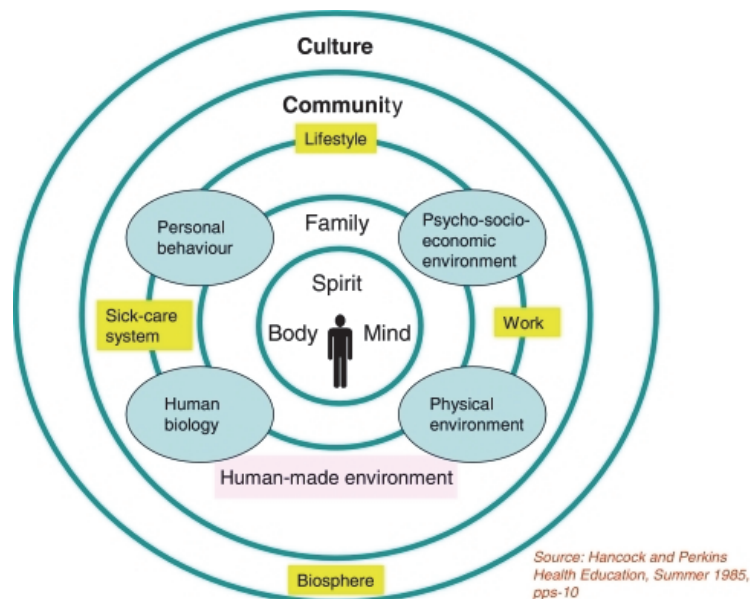 Culture
Community
Lifestyle
Personal
behaviour
Family
Psycho-socio-
economic
environment
Spirit
Sick-care
system
Body
Mind
Work
Human
biology
Physical
environment
Human-made environment
Biosphere
Source: Hancock and Perkins
Health Education, Summer 1985,
pps-10